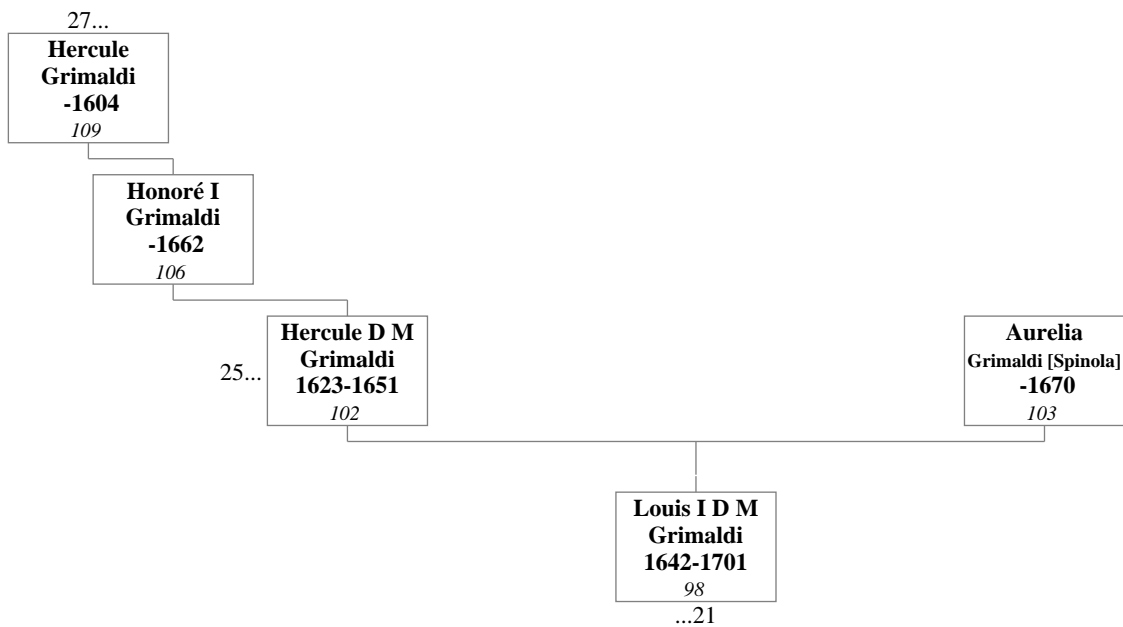 27...
Hercule
Grimaldi
-1604
109
Honoré I
Grimaldi
-1662
106
25...
Hercule D M
Grimaldi
1623-1651
102
Aurelia
Grimaldi [Spinola]
-1670
103
Louis I D M
Grimaldi
1642-1701
98
...21